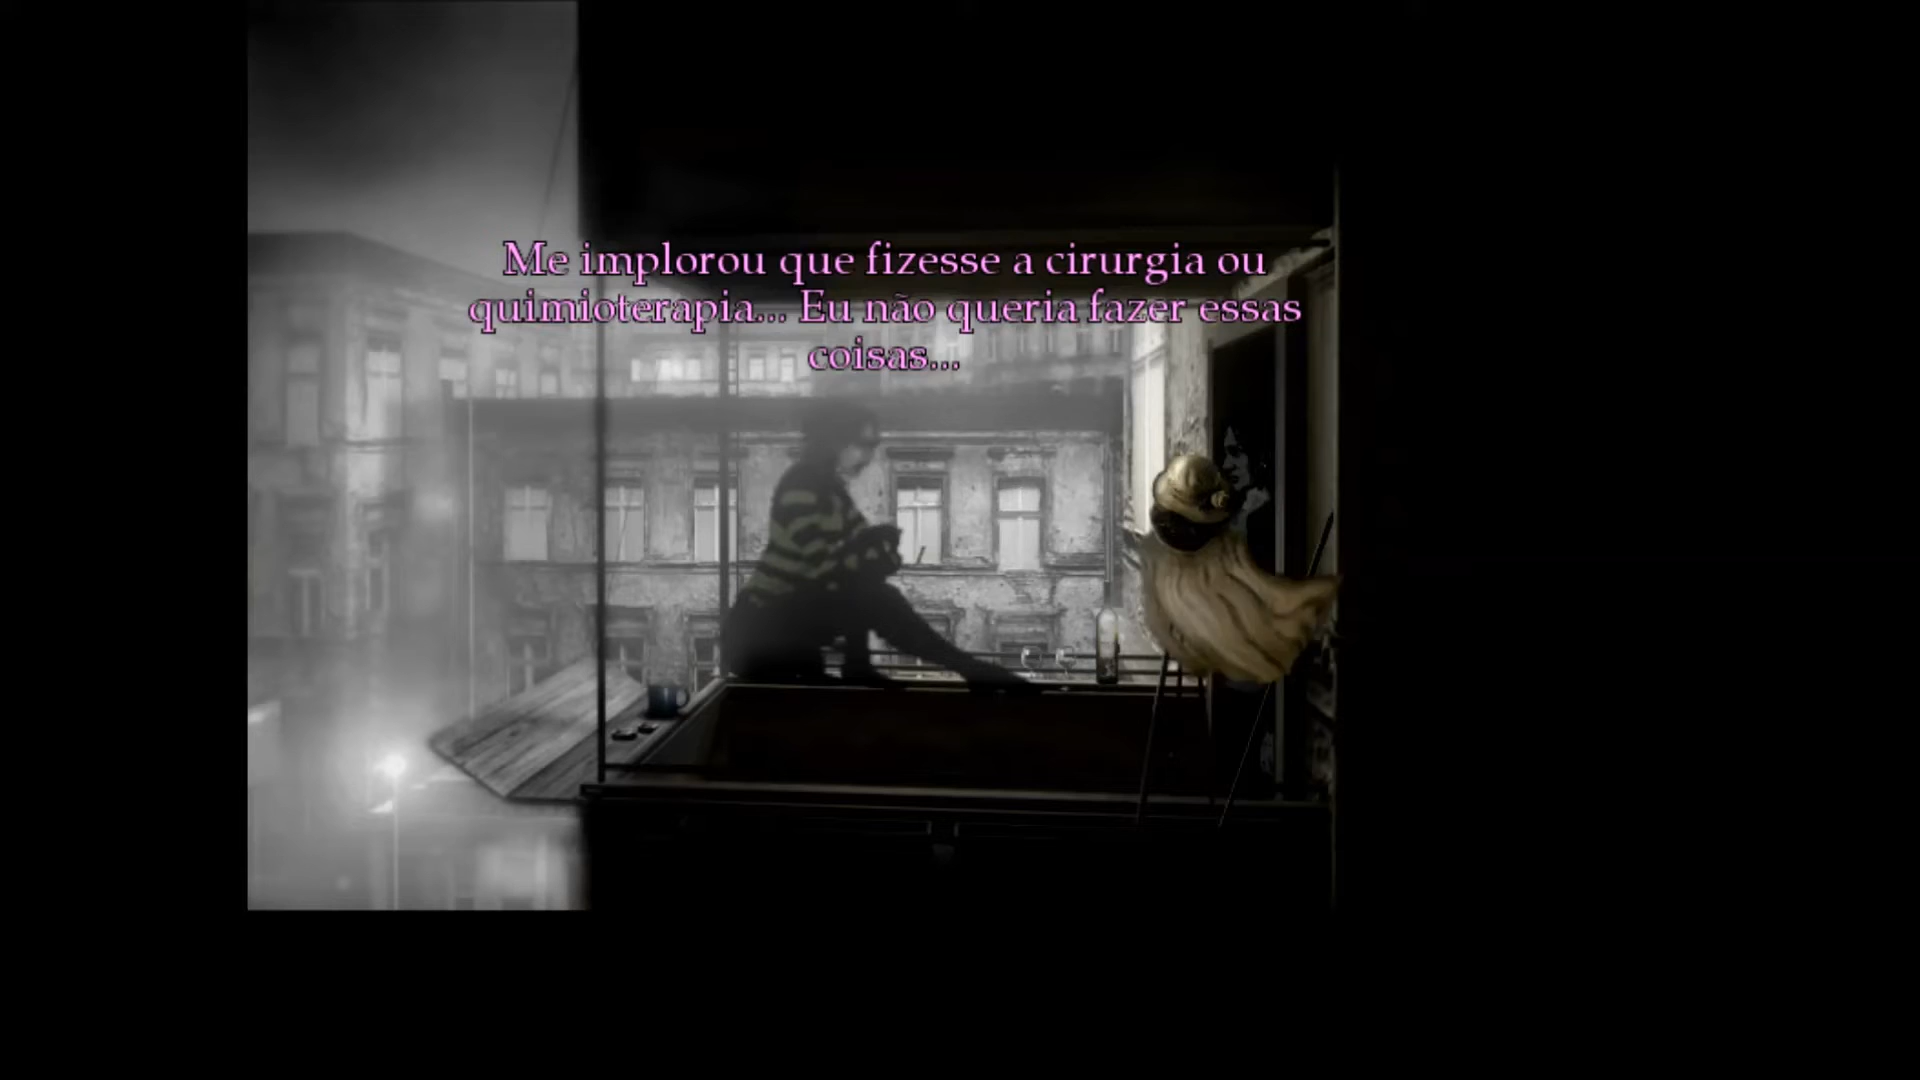 Me implorou que fizesse a cirurgia ou
quimioterapia... Eu não queria fazer essas
coisas...